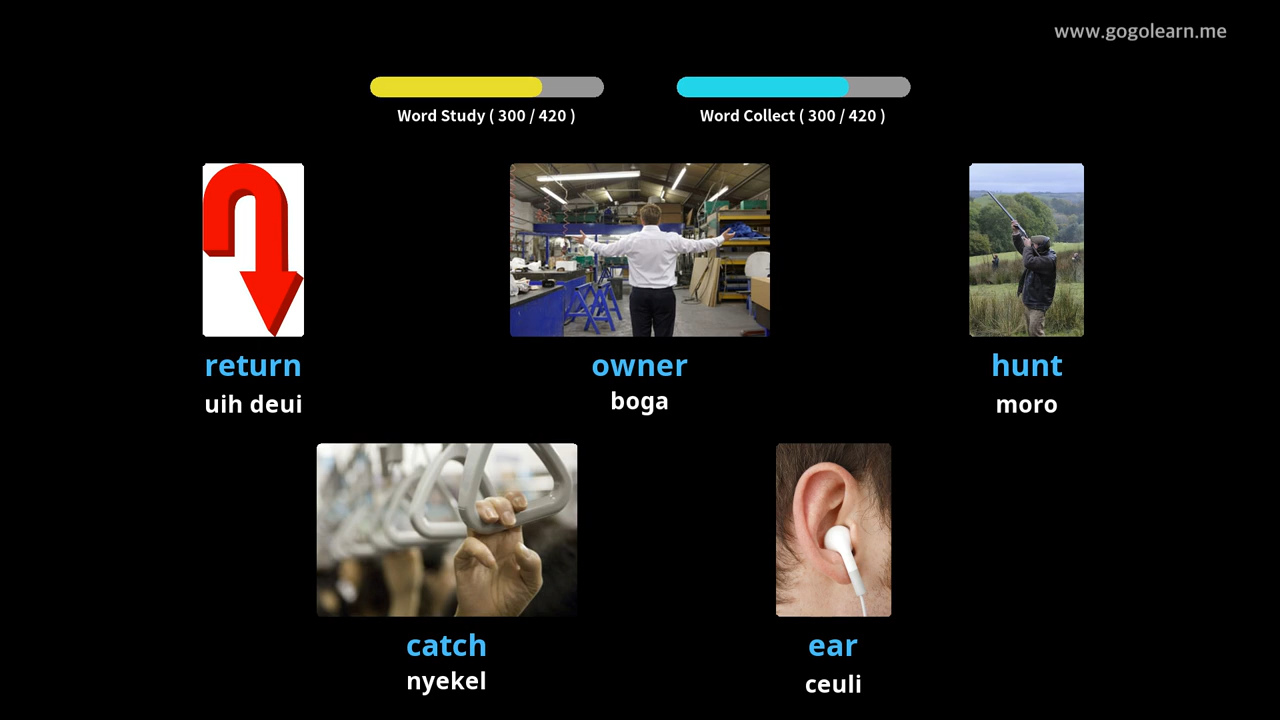 www.gogolearn.me
Word Study ( 300 / 420 )
Word Collect ( 300 / 420 )
return
uih deui
owner
boga
hunt
moro
catch
nyekel
ear
ceuli